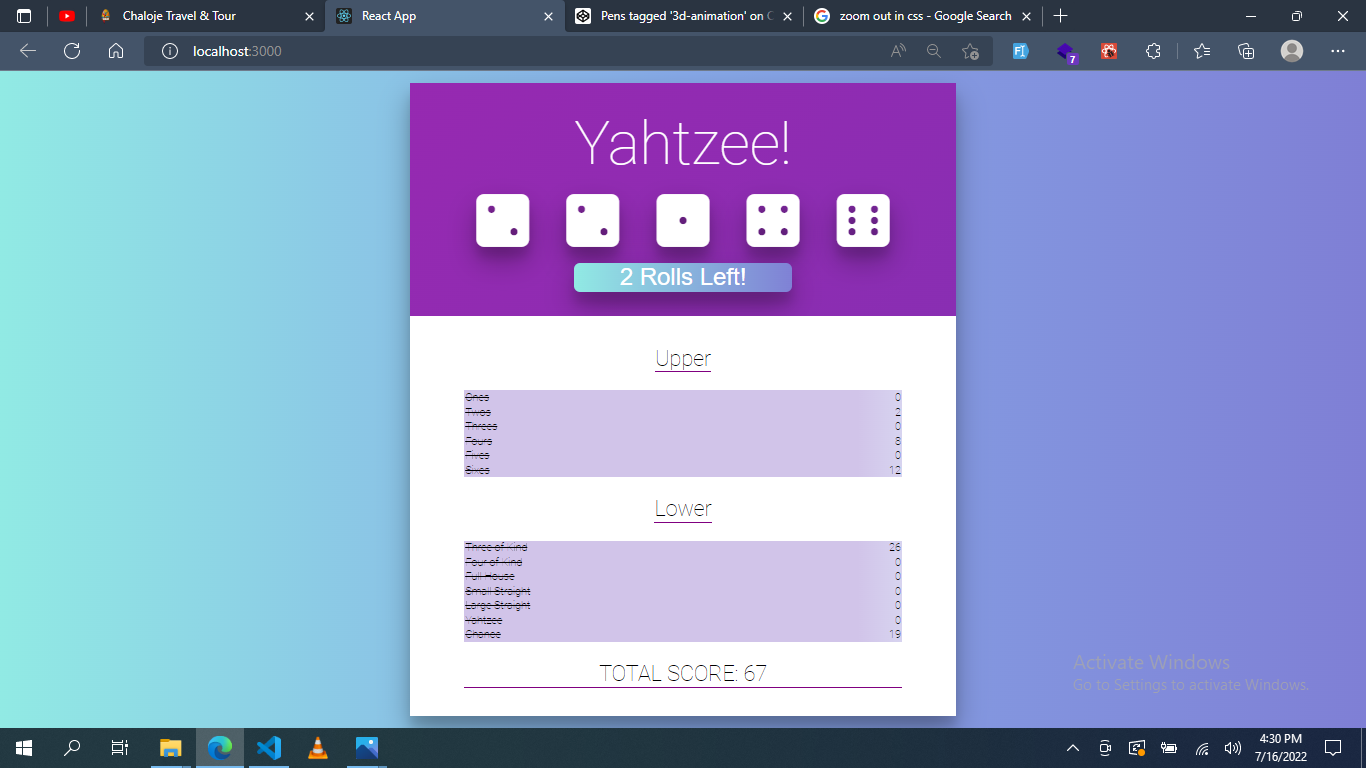 Chaloje Travel & Tour
React App
Pens tagged '3d-animation' on C
zoom out in css - Google Search
localhost:3000
7
Yahtzee!
2 Rolls Left!
Upper
Ones 0
Twos 2
Threes 0
Fours 8
Fives 0
Sixes 12
Lower
Three of Kind 26
Four of Kind 0
Full House 0
Small Straight 0
Large Straight 0
Yahtzee 0
Chance 19
TOTAL SCORE: 67
Activate Windows
Go to Settings to activate Windows.
4:30 PM
7/16/2022